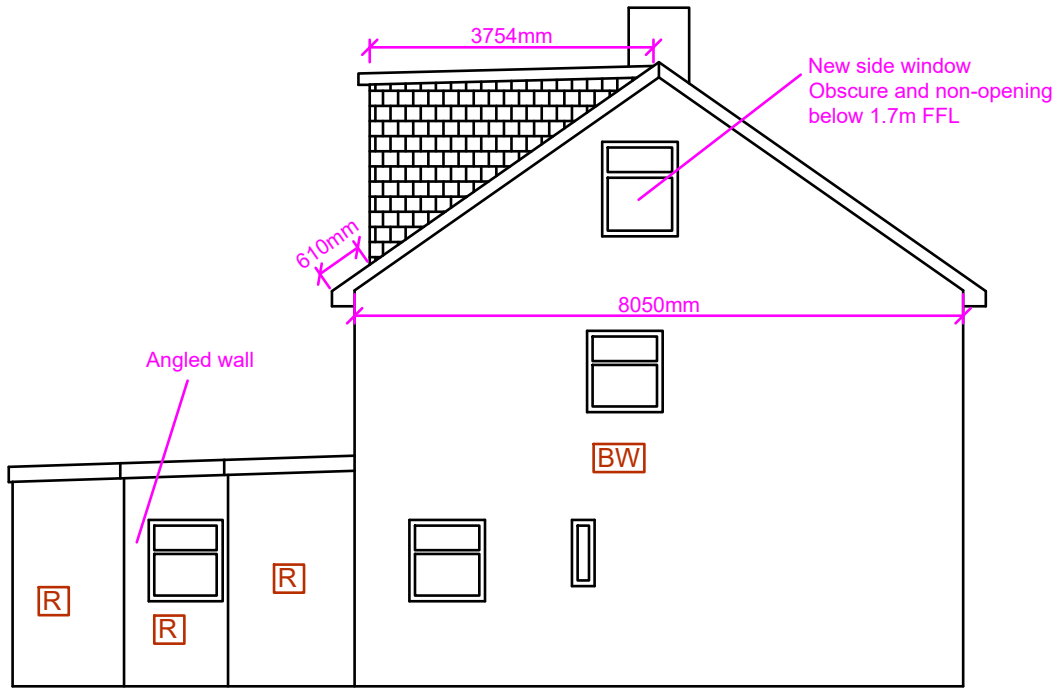 3754mm
New side window
Obscure and non-opening
below 1.7m FFL
610mm
8050mm
Angled wall
BW
R
R
R